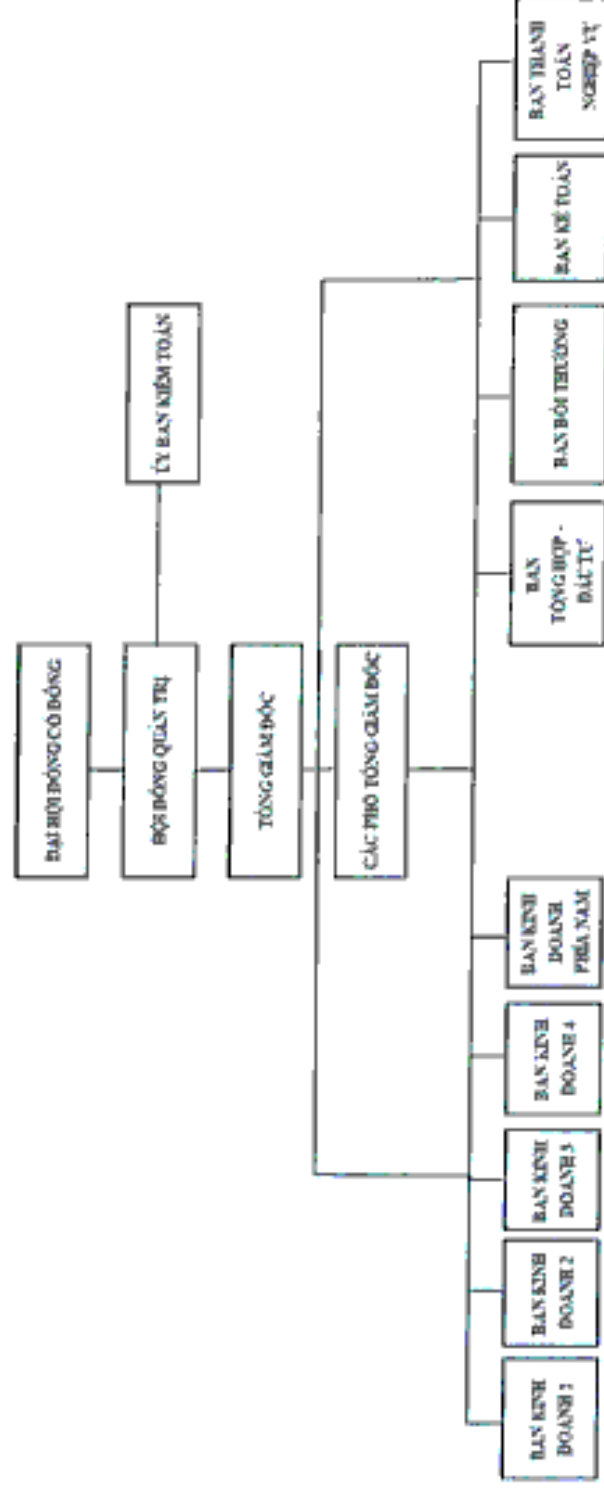 ĐẠI HỘI ĐỒNG CỔ ĐÔNG
HỘI ĐỒNG QUẢN TRỊ
ỦY BAN KIỂM TOÁN
TỔNG GIÁM ĐỐC
CÁC PHÓ TỔNG GIÁM ĐỐC
BAN KINH
DOANH 1
BAN KINH
DOANH 2
BAN KINH
DOANH 3
BAN KINH
DOANH 4
BAN KINH
DOANH
PHÍA NAM
BAN
TỔNG HỢP -
ĐẦU TƯ
BAN BỒI THƯỜNG
BAN KẾ TOÁN
BAN THANH
TOÁN
NGHIỆP VỤ